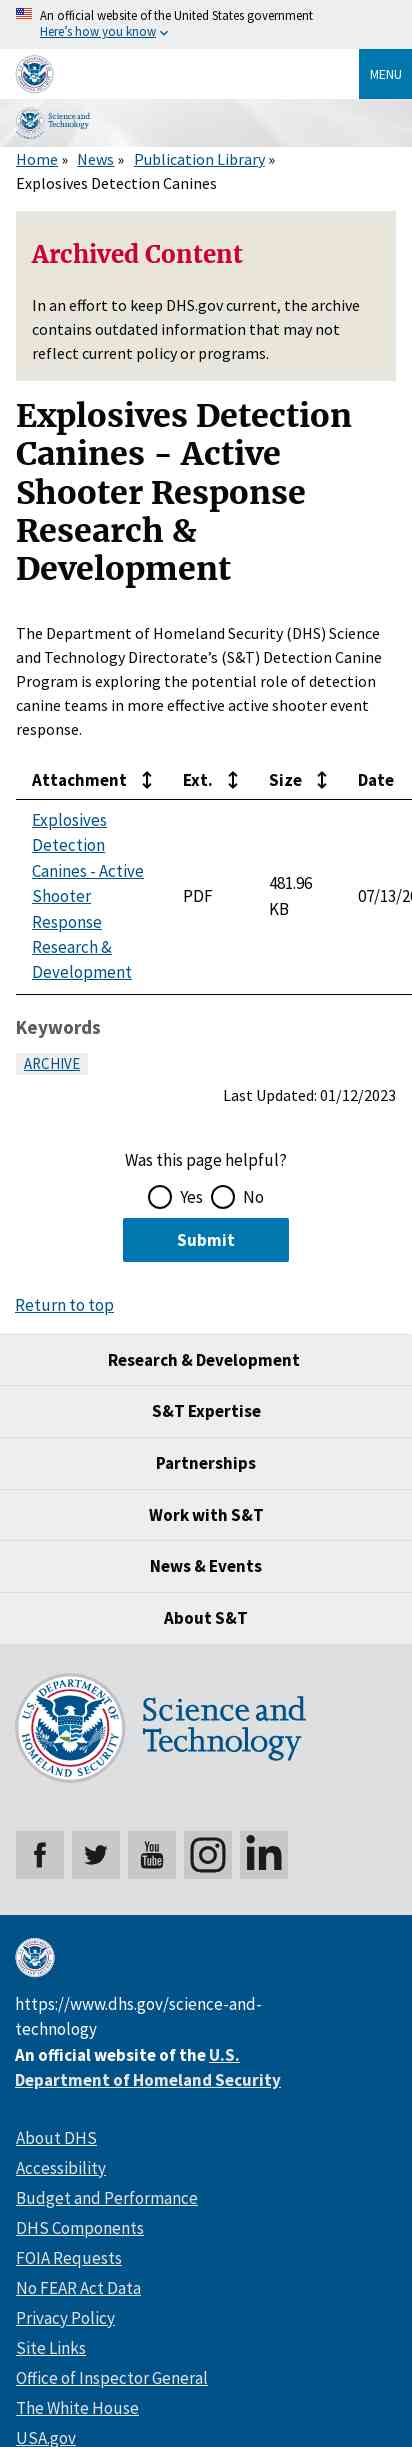 An official website of the United States government
Here's how you know
MENU
Science and
Technology
Home » News » Publication Library »
Explosives Detection Canines
Archived Content
In an effort to keep DHS.gov current, the archive
contains outdated information that may not
reflect current policy or programs.
Explosives Detection
Canines - Active
Shooter Response
Research &
Development
The Department of Homeland Security (DHS) Science
and Technology Directorate’s (S&T) Detection Canine
Program is exploring the potential role of detection
canine teams in more effective active shooter event
response.
Attachment Ext. Size Date
Explosives
Detection
Canines - Active
Shooter
Response
Research &
Development
PDF
481.96
KB
07/13/20
Keywords
ARCHIVE
Last Updated: 01/12/2023
Was this page helpful?
Yes No
Submit
Return to top
Research & Development
S&T Expertise
Partnerships
Work with S&T
News & Events
About S&T
U.S. DEPARTMENT OF
HOMELAND SECURITY
Science and
Technology
You
Tube
https://www.dhs.gov/science-and-
technology
An official website of the U.S.
Department of Homeland Security
About DHS
Accessibility
Budget and Performance
DHS Components
FOIA Requests
No FEAR Act Data
Privacy Policy
Site Links
Office of Inspector General
The White House
USA.gov